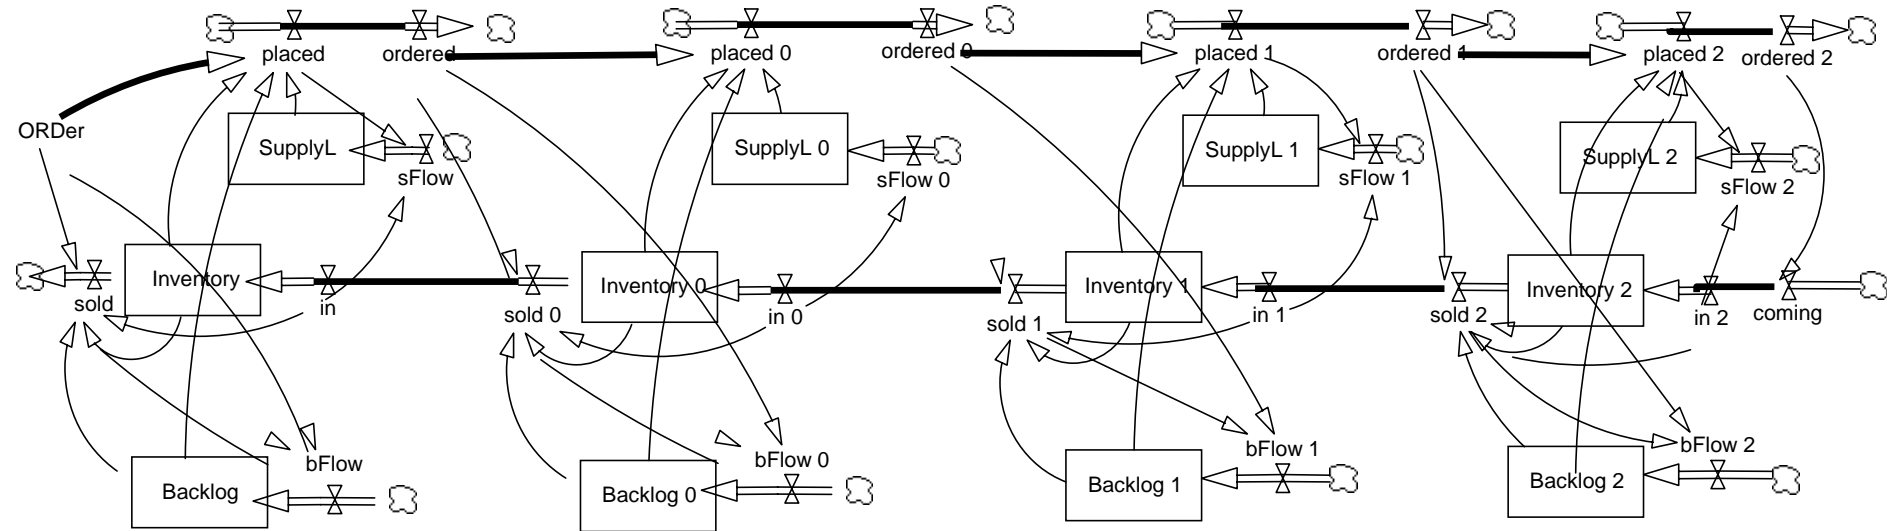 placed
ordered
placed 0
ordered 0
placed 1
ordered 1
placed 2
ordered 2
ORDer
SupplyL
sFlow
SupplyL 0
sFlow 0
SupplyL 1
sFlow 1
SupplyL 2
sFlow 2
sold
Inventory
in
sold 0
Inventory 0
in 0
sold 1
Inventory 1
in 1
sold 2
Inventory 2
in 2
coming
Backlog
bFlow
Backlog 0
bFlow 0
Backlog 1
bFlow 1
Backlog 2
bFlow 2